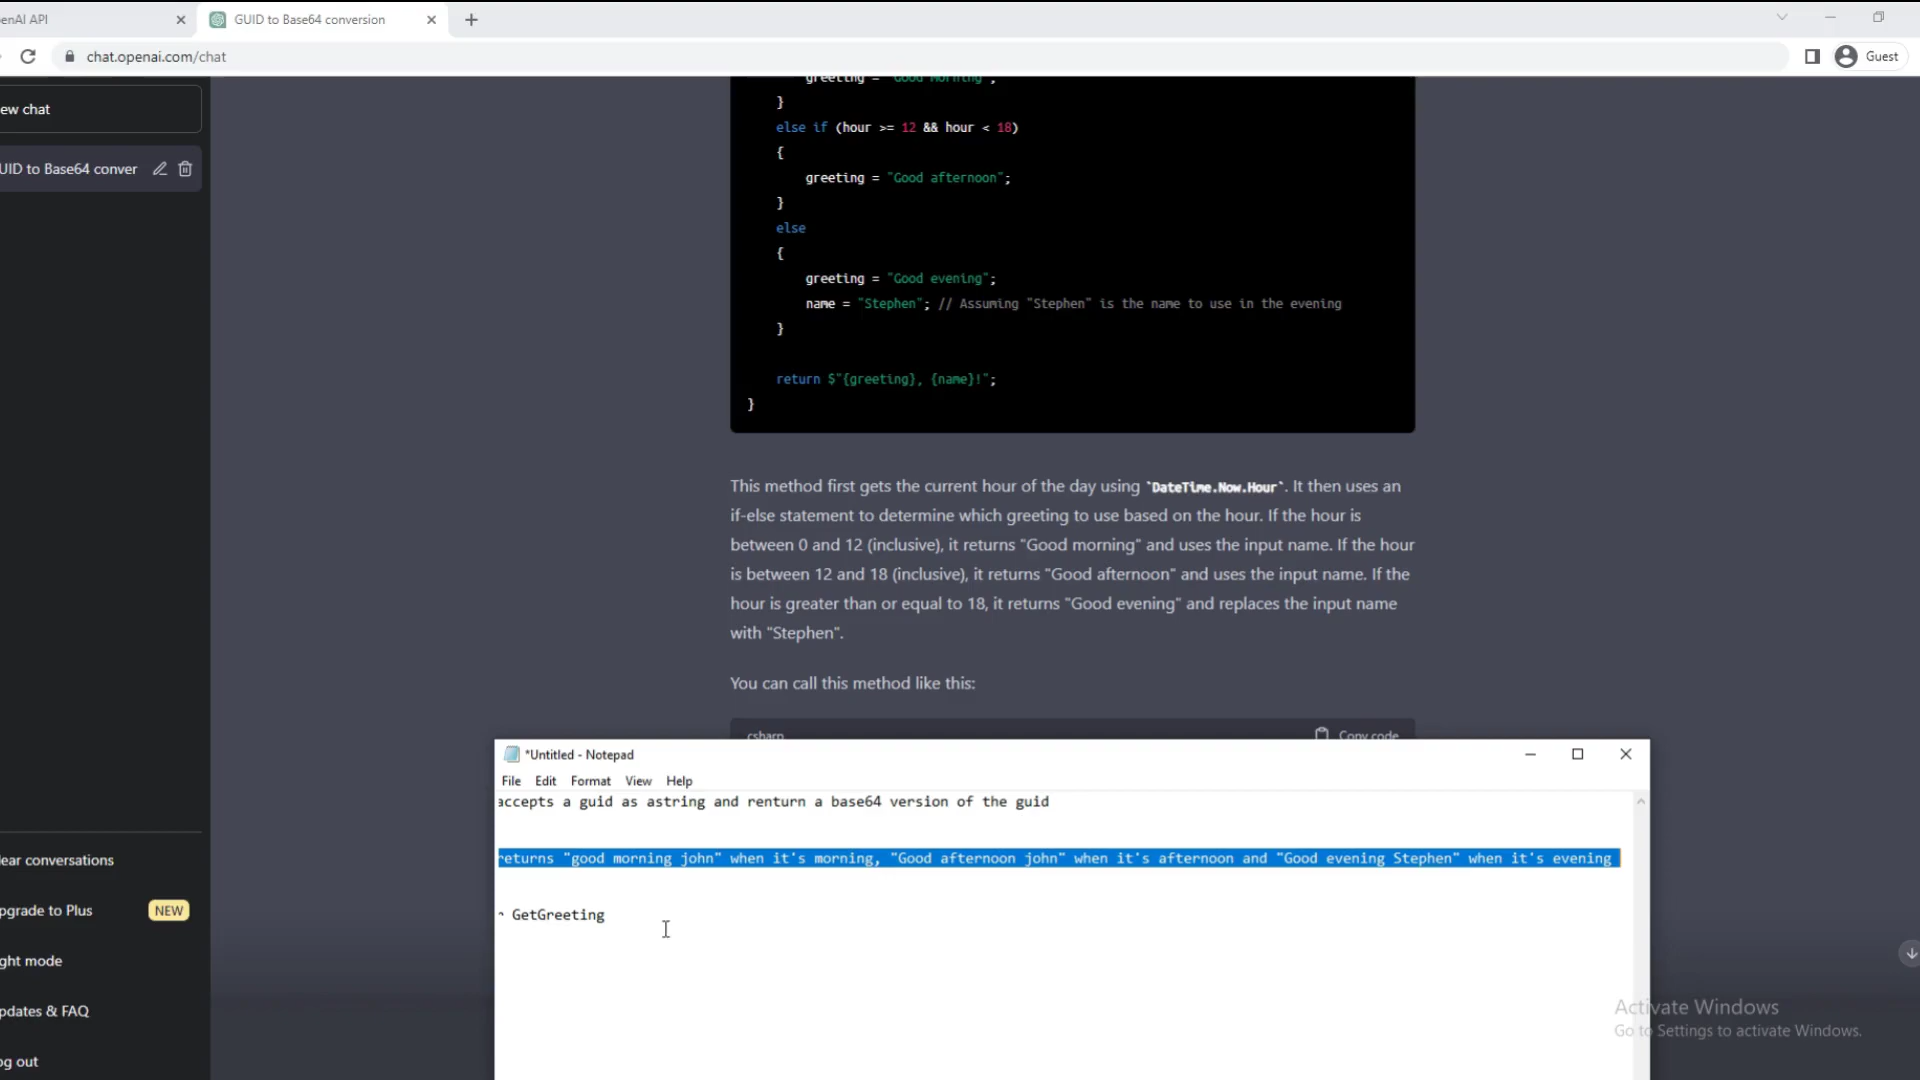 enAI API
GUID to Base64 conversion
chat.openai.com/chat
Guest
ew chat
UID to Base64 conver
greeting = "Good morning";
}
else if (hour >= 12 && hour < 18)
{
greeting = "Good afternoon";
}
else
{
greeting = "Good evening";
name = "Stephen"; // Assuming "Stephen" is the name to use in the evening
}
return $"{greeting}, {name}!";
}
This method first gets the current hour of the day using `DateTime.Now.Hour`. It then uses an
if-else statement to determine which greeting to use based on the hour. If the hour is
between 0 and 12 (inclusive), it returns "Good morning" and uses the input name. If the hour
is between 12 and 18 (inclusive), it returns "Good afternoon" and uses the input name. If the
hour is greater than or equal to 18, it returns "Good evening" and replaces the input name
with "Stephen".
You can call this method like this:
csharp
Copy code
*Untitled - Notepad
File Edit Format View Help
accepts a guid as astring and renturn a base64 version of the guid
returns "good morning john" when it's morning, "Good afternoon john" when it's afternoon and "Good evening Stephen" when it's evening
GetGreeting
lear conversations
pgrade to Plus
NEW
ght mode
pdates & FAQ
og out
Activate Windows
Go to Settings to activate Windows.